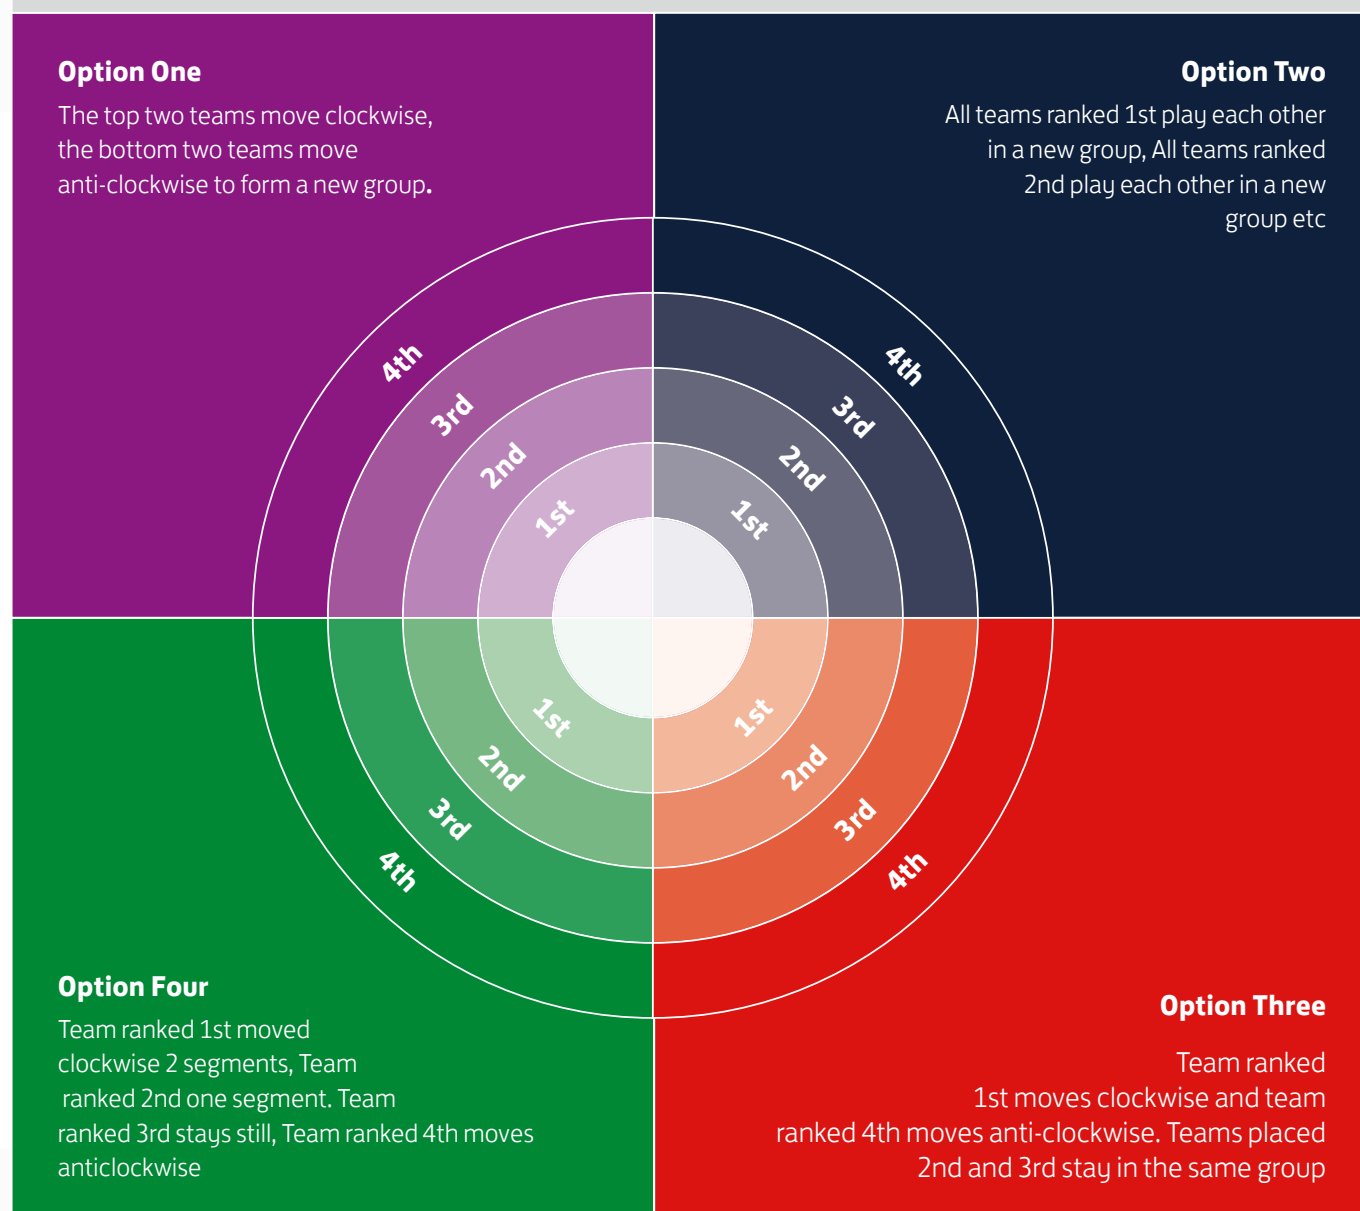 Option One
The top two teams move clockwise,
the bottom two teams move
anti-clockwise to form a new group.
Option Two
All teams ranked 1st play each other
in a new group, All teams ranked
2nd play each other in a new
group etc
4th
3rd
2nd
1st
4th
3rd
2nd
1st
1st
2nd
3rd
4th
1st
2nd
3rd
4th
Option Four
Team ranked 1st moved
clockwise 2 segments, Team
ranked 2nd one segment. Team
ranked 3rd stays still, Team ranked 4th moves
anticlockwise
Option Three
Team ranked
1st moves clockwise and team
ranked 4th moves anti-clockwise. Teams placed
2nd and 3rd stay in the same group